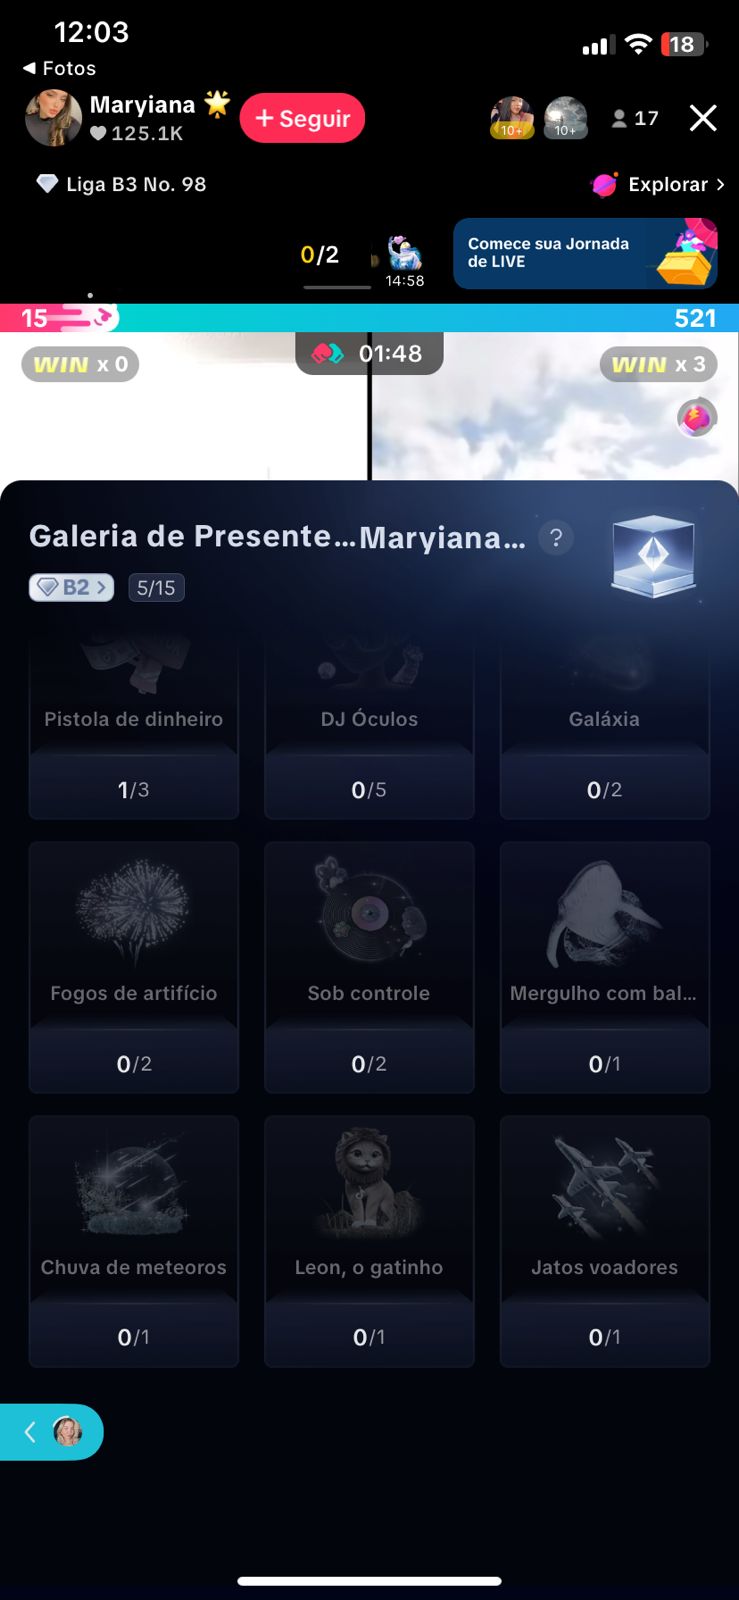 12:03
18
Fotos
Maryiana
125.1K
+ Seguir
10+
10+
17
Liga B3 No. 98
Explorar
0/2
14:58
Comece sua Jornada
de LIVE
15
521
WIN x 0
01:48
WIN x 3
Galeria de Presente... Maryiana...
?
B2
5/15
Pistola de dinheiro
DJ Óculos
Galáxia
1/3
0/5
0/2
Fogos de artifício
Sob controle
Mergulho com bal...
0/2
0/2
0/1
Chuva de meteoros
Leon, o gatinho
Jatos voadores
0/1
0/1
0/1